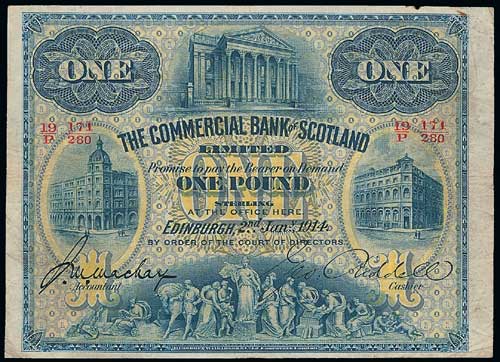 ONE ONE
19 171 19 171
P 280 P 280
THE COMMERCIAL BANK of SCOTLAND
LIMITED
Promise to pay the Bearer on Demand
ONE POUND
STERLING
AT THE OFFICE HERE.
EDINBURGH, 2nd Jany. 1914.
BY ORDER OF THE COURT OF DIRECTORS.
Accountant Cashier